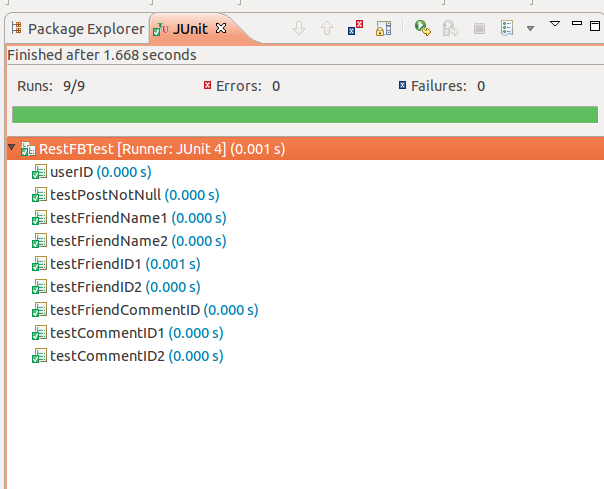 Package Explorer JUnit
Finished after 1.668 seconds
Runs: 9/9 Errors: 0 Failures: 0
RestFBTest [Runner: JUnit 4] (0.001 s)
userID (0.000 s)
testPostNotNull (0.000 s)
testFriendName1 (0.000 s)
testFriendName2 (0.000 s)
testFriendID1 (0.001 s)
testFriendID2 (0.000 s)
testFriendCommentID (0.000 s)
testCommentID1 (0.000 s)
testCommentID2 (0.000 s)